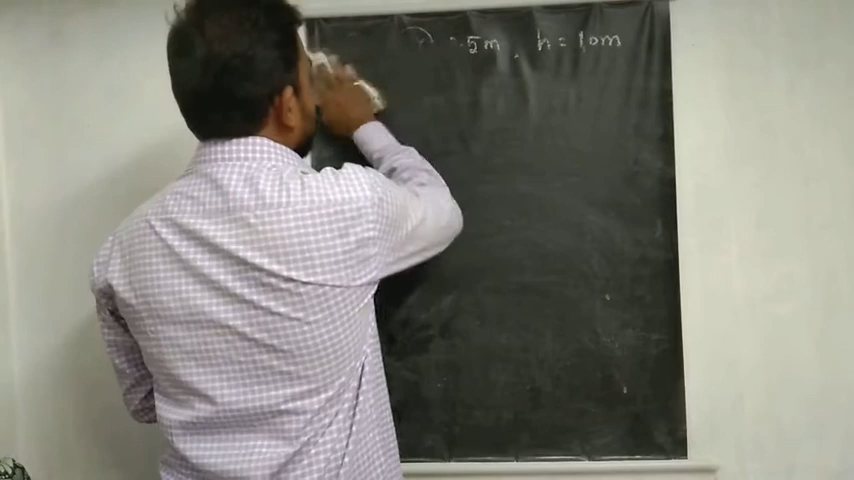 5m , h = 10m